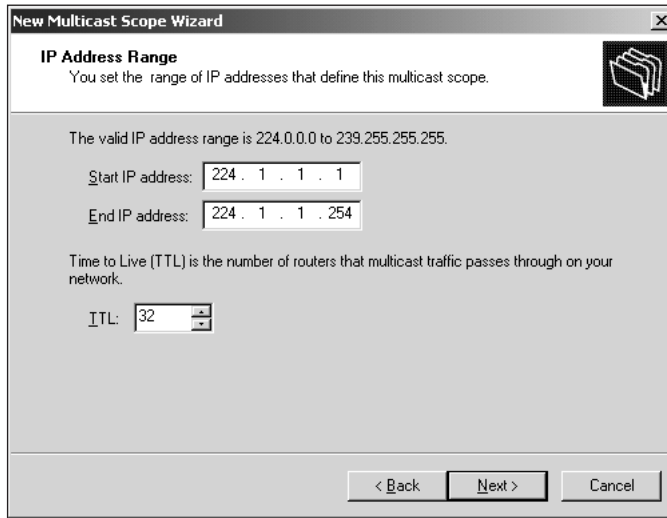 New Multicast Scope Wizard
IP Address Range
You set the range of IP addresses that define this multicast scope.
The valid IP address range is 224.0.0.0 to 239.255.255.255.
Start IP address: 224 . 1 . 1 . 1
End IP address: 224 . 1 . 1 . 254
Time to Live (TTL) is the number of routers that multicast traffic passes through on your
network.
TTL: 32
< Back Next > Cancel